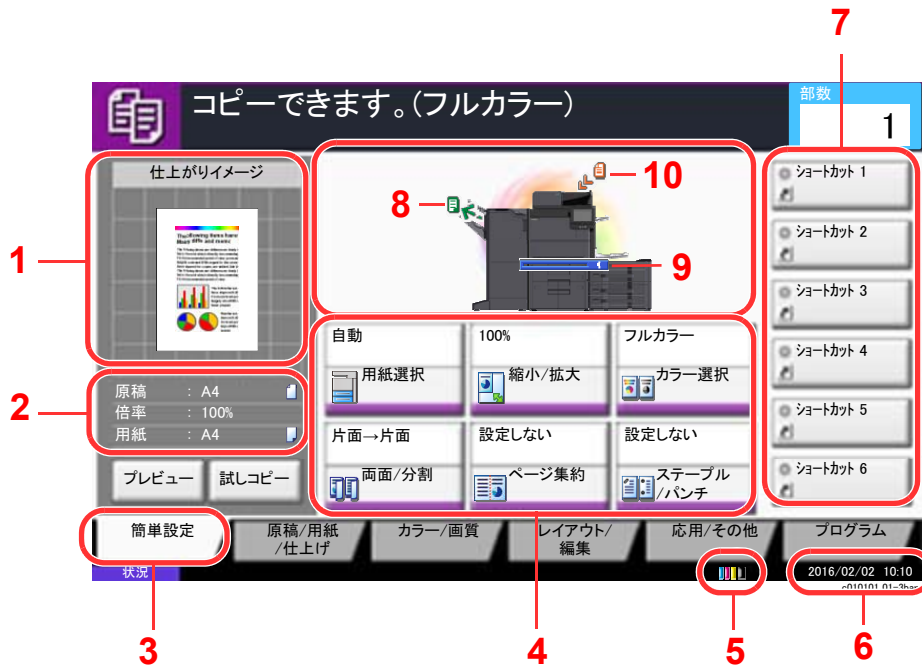 7
コピーできます。(フルカラー)
部数
1
仕上がりイメージ
10
8
9
1
ショートカット 1
ショートカット 2
ショートカット 3
ショートカット 4
ショートカット 5
ショートカット 6
自動
100%
フルカラー
用紙選択
縮小/拡大
カラー選択
2
原稿 : A4
倍率 : 100%
用紙 : A4
片面→片面
設定しない
設定しない
両面/分割
ページ集約
ステープル
/パンチ
プレビュー
試しコピー
簡単設定
原稿/用紙
/仕上げ
カラー/画質
レイアウト/
編集
応用/その他
プログラム
状況
2016/02/02 10:10
3
4
5
6